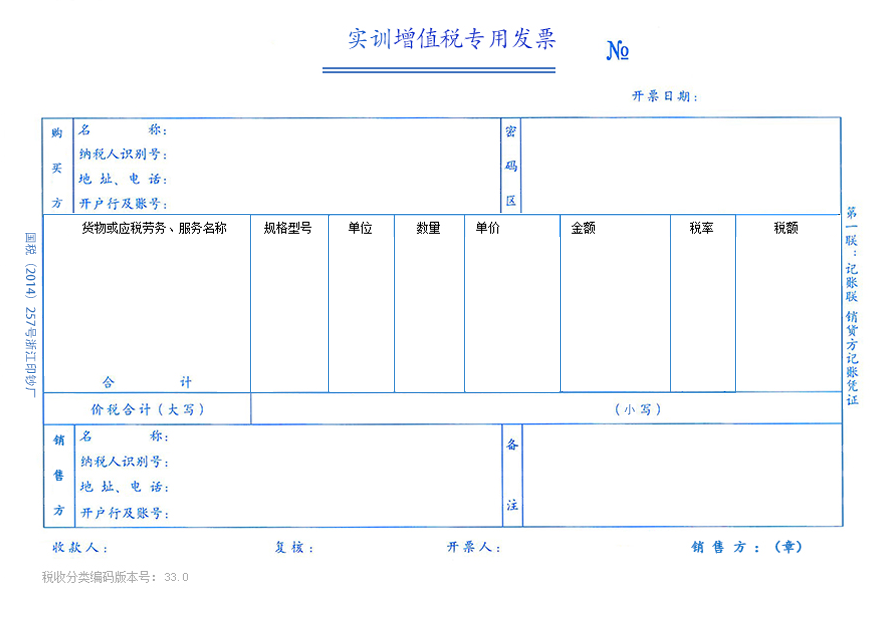 实训增值税专用发票
№
开票日期：
购买方
名 称：
纳税人识别号：
地 址、电 话：
开户行及账号：
密码区
货物或应税劳务、服务名称 规格型号 单位 数量 单价 金额 税率 税额
合 计
价税合计（大写） （小写）
销售方
名 称：
纳税人识别号：
地 址、电 话：
开户行及账号：
备注
收款人： 复核： 开票人： 销售方：（章）
税收分类编码版本号：33.0
国税（2014）257号浙江印钞厂
第一联：记账联 销货方记账凭证